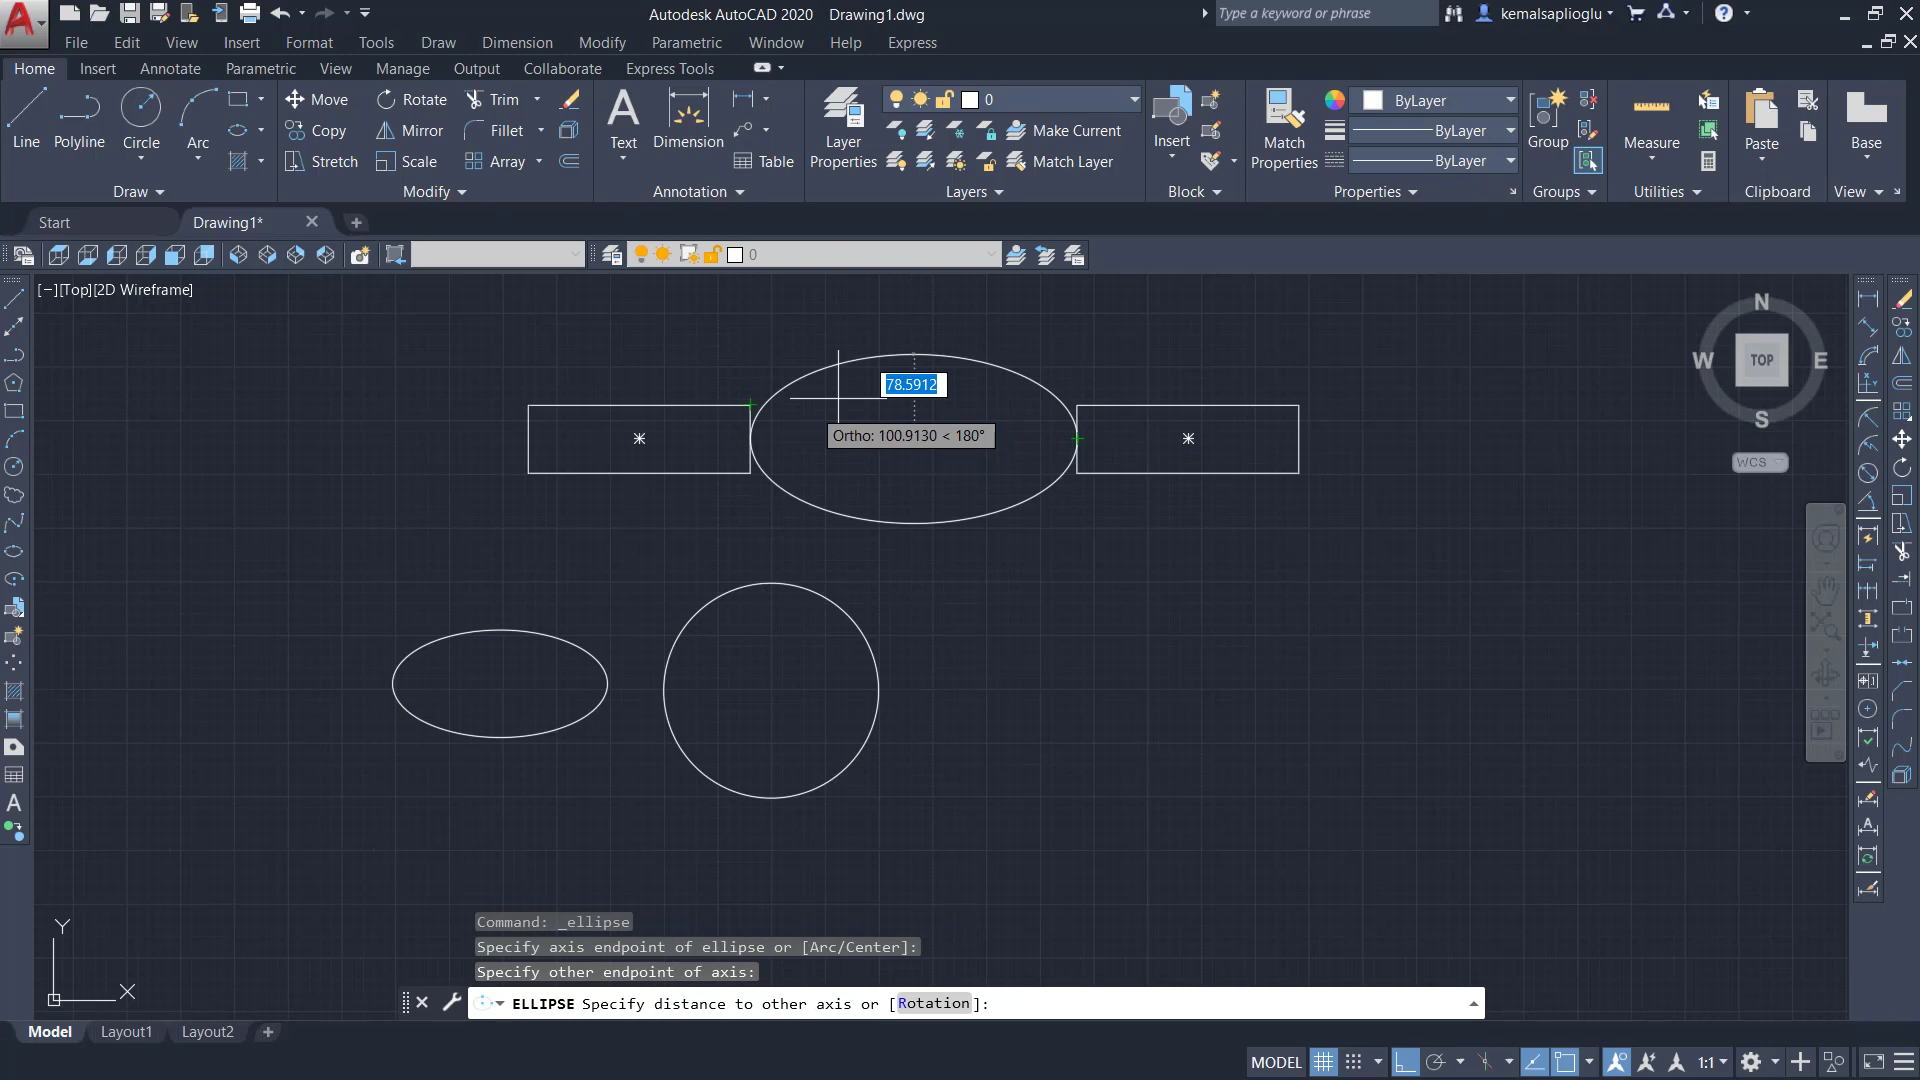 Autodesk AutoCAD 2020 Drawing1.dwg
Type a keyword or phrase
kemalsaplioglu
File Edit View Insert Format Tools Draw Dimension Modify Parametric Window Help Express
Home Insert Annotate Parametric View Manage Output Collaborate Express Tools
Line Polyline Circle Arc
Move Rotate Trim
Copy Mirror Fillet
Stretch Scale Array
Text Dimension Table
Layer Properties
0
Make Current
Match Layer
Insert
Match Properties
ByLayer
ByLayer
ByLayer
Group
Measure
Paste
Base
Draw Modify Annotation Layers Block Properties Groups Utilities Clipboard View
Start Drawing1*
0
[−][Top][2D Wireframe]
N
W TOP E
S
WCS
78.5912
Ortho: 100.9130 < 180°
A
Y
X
Command: _ellipse
Specify axis endpoint of ellipse or [Arc/Center]:
Specify other endpoint of axis:
ELLIPSE Specify distance to other axis or [Rotation]:
Model Layout1 Layout2
MODEL 1:1